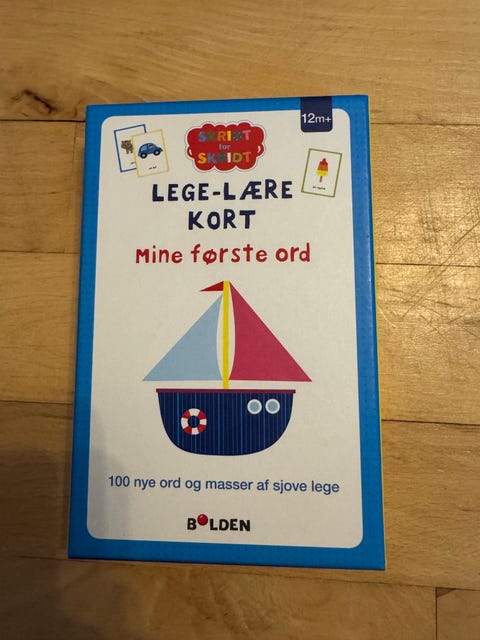 12m+
SKRIDT
for
SKRIDT
LEGE-LÆRE
KORT
Mine første ord
100 nye ord og masser af sjove lege
BOLDEN